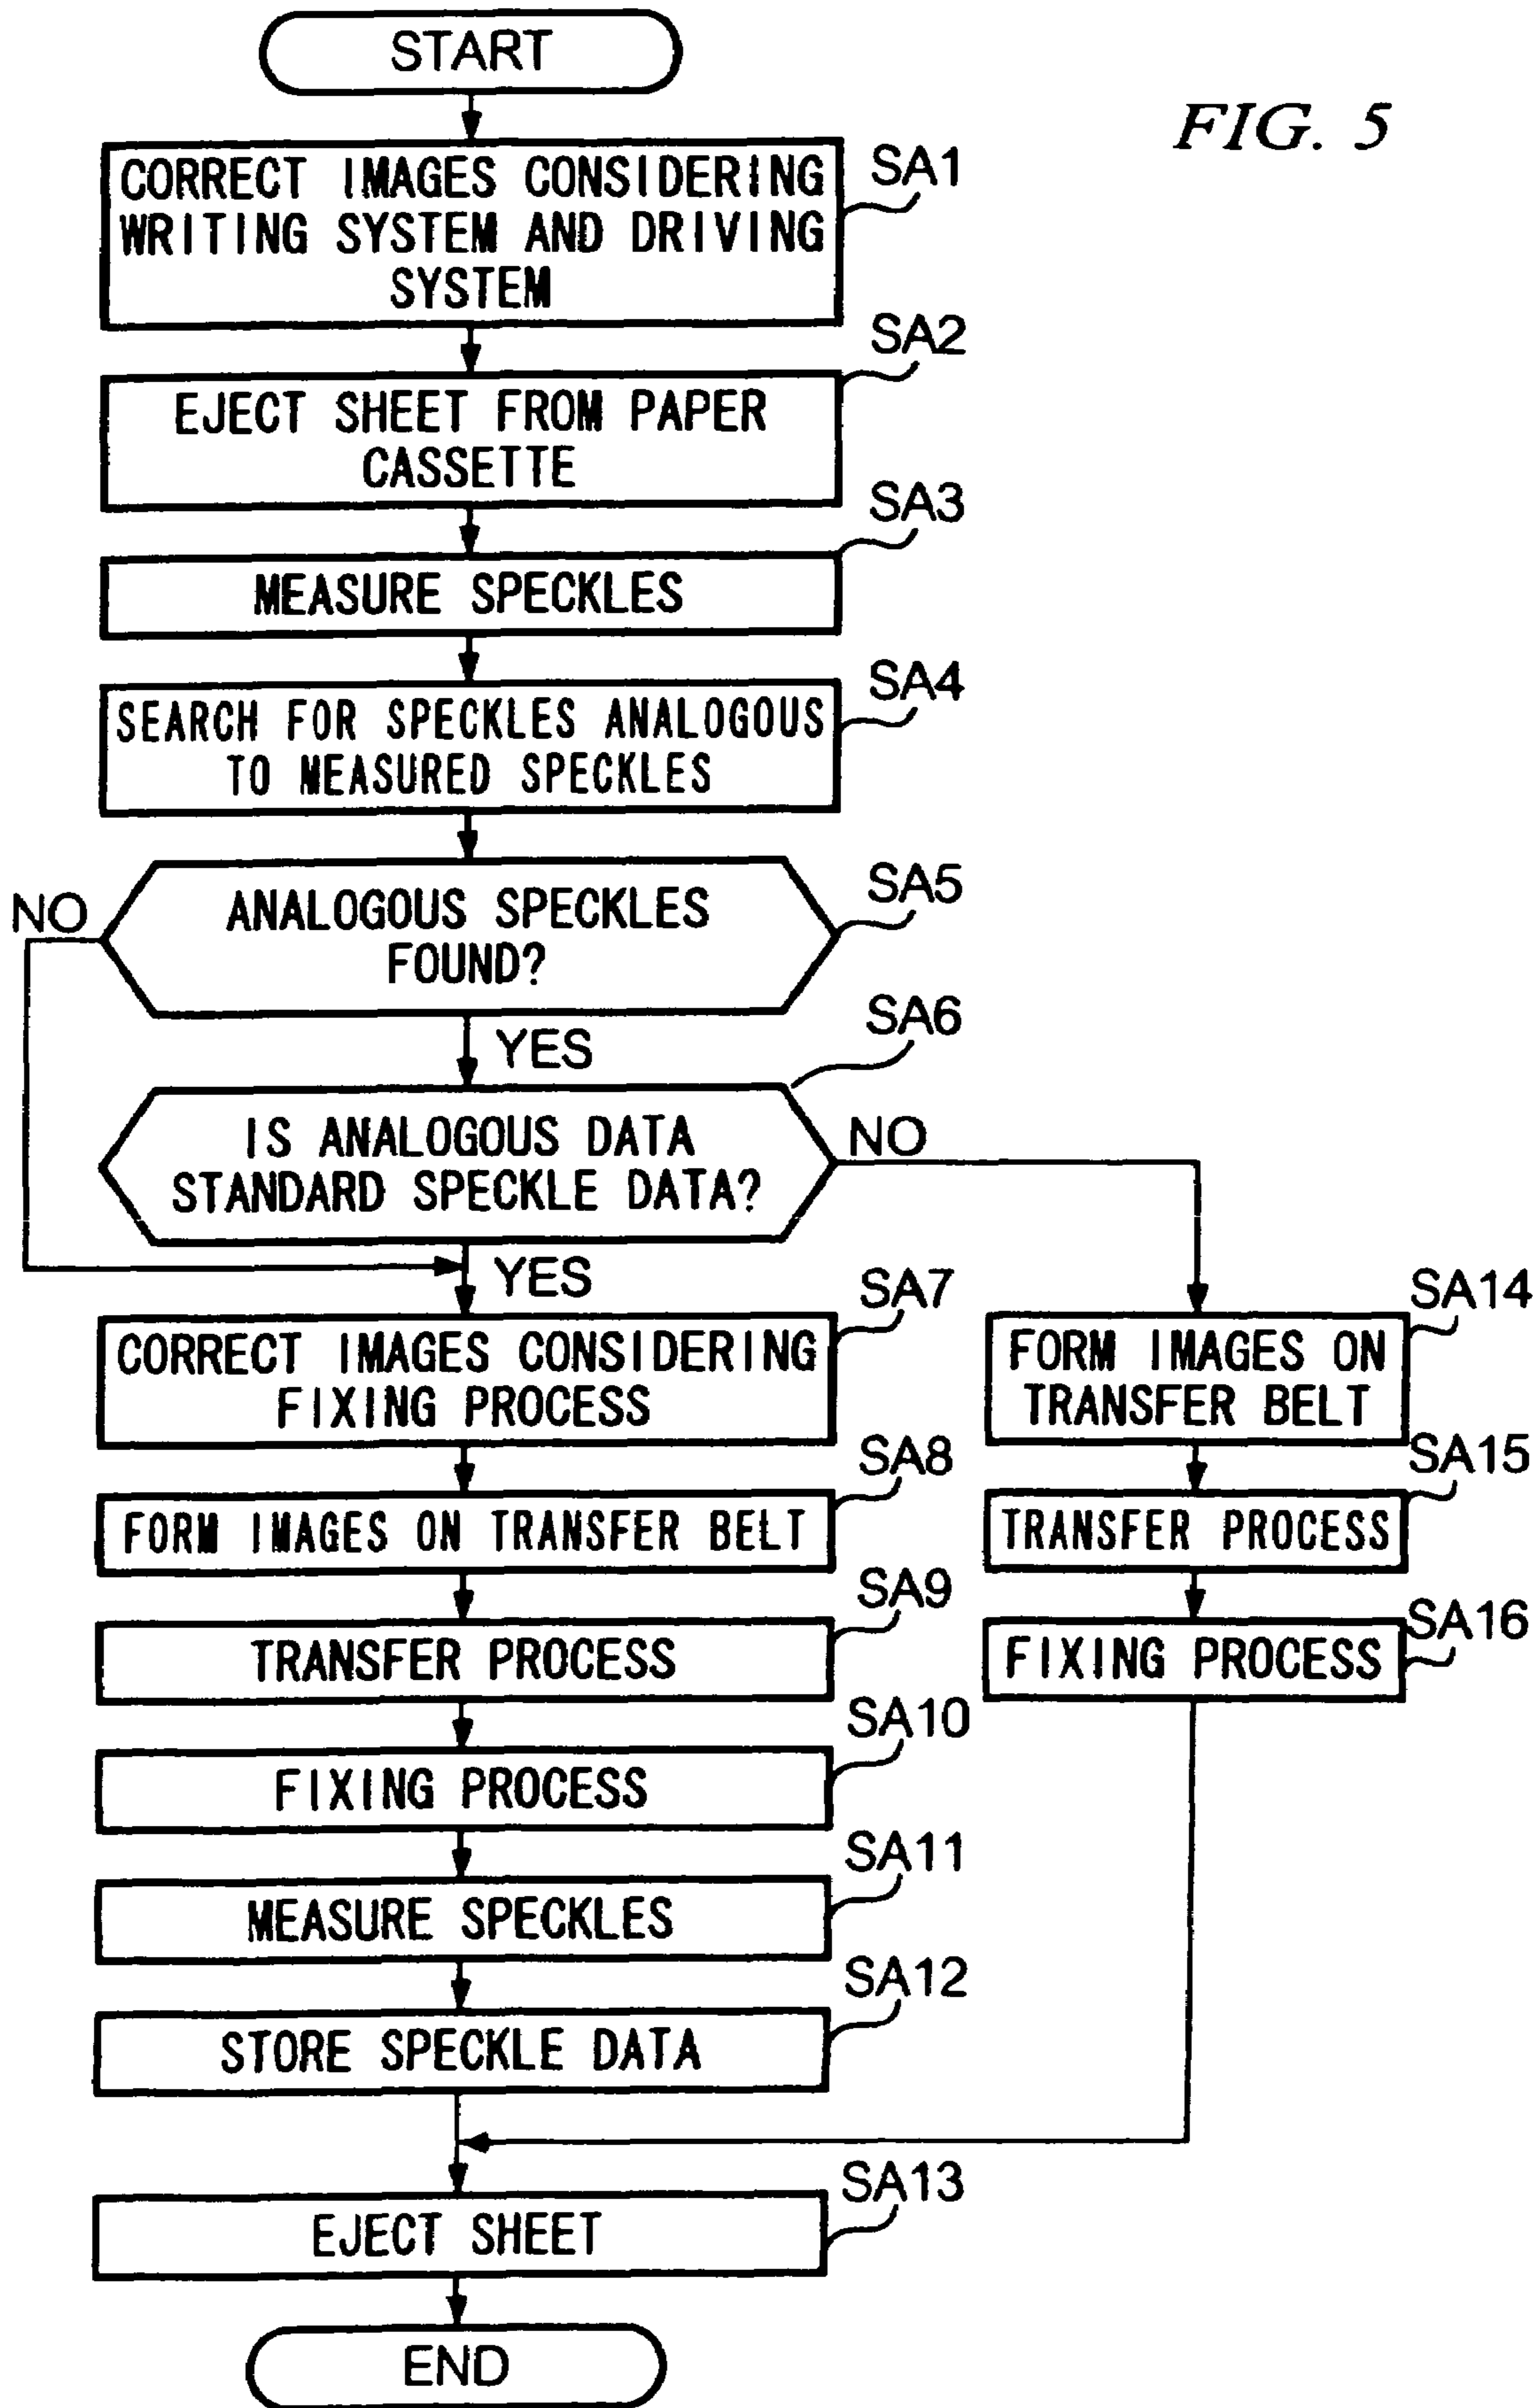 START
FIG. 5
CORRECT IMAGES CONSIDERING
WRITING SYSTEM AND DRIVING
SYSTEM
SA1
EJECT SHEET FROM PAPER
CASSETTE
SA2
MEASURE SPECKLES
SA3
SEARCH FOR SPECKLES ANALOGOUS
TO MEASURED SPECKLES
SA4
ANALOGOUS SPECKLES
FOUND?
SA5
NO
YES
IS ANALOGOUS DATA
STANDARD SPECKLE DATA?
SA6
NO
YES
CORRECT IMAGES CONSIDERING
FIXING PROCESS
SA7
FORM IMAGES ON TRANSFER BELT
SA8
TRANSFER PROCESS
SA9
FIXING PROCESS
SA10
MEASURE SPECKLES
SA11
STORE SPECKLE DATA
SA12
FORM IMAGES ON
TRANSFER BELT
SA14
TRANSFER PROCESS
SA15
FIXING PROCESS
SA16
EJECT SHEET
SA13
END